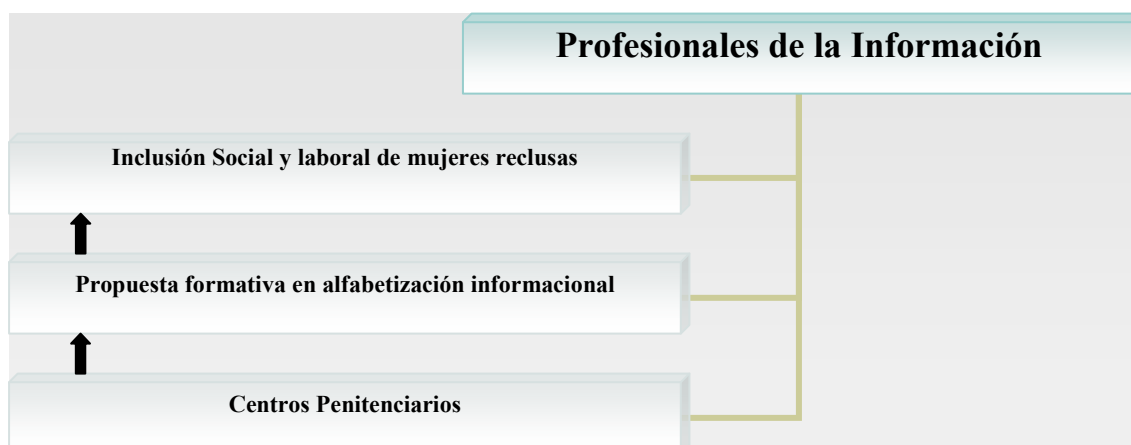 Profesionales de la Información
Inclusión Social y laboral de mujeres reclusas
Propuesta formativa en alfabetización informacional
Centros Penitenciarios